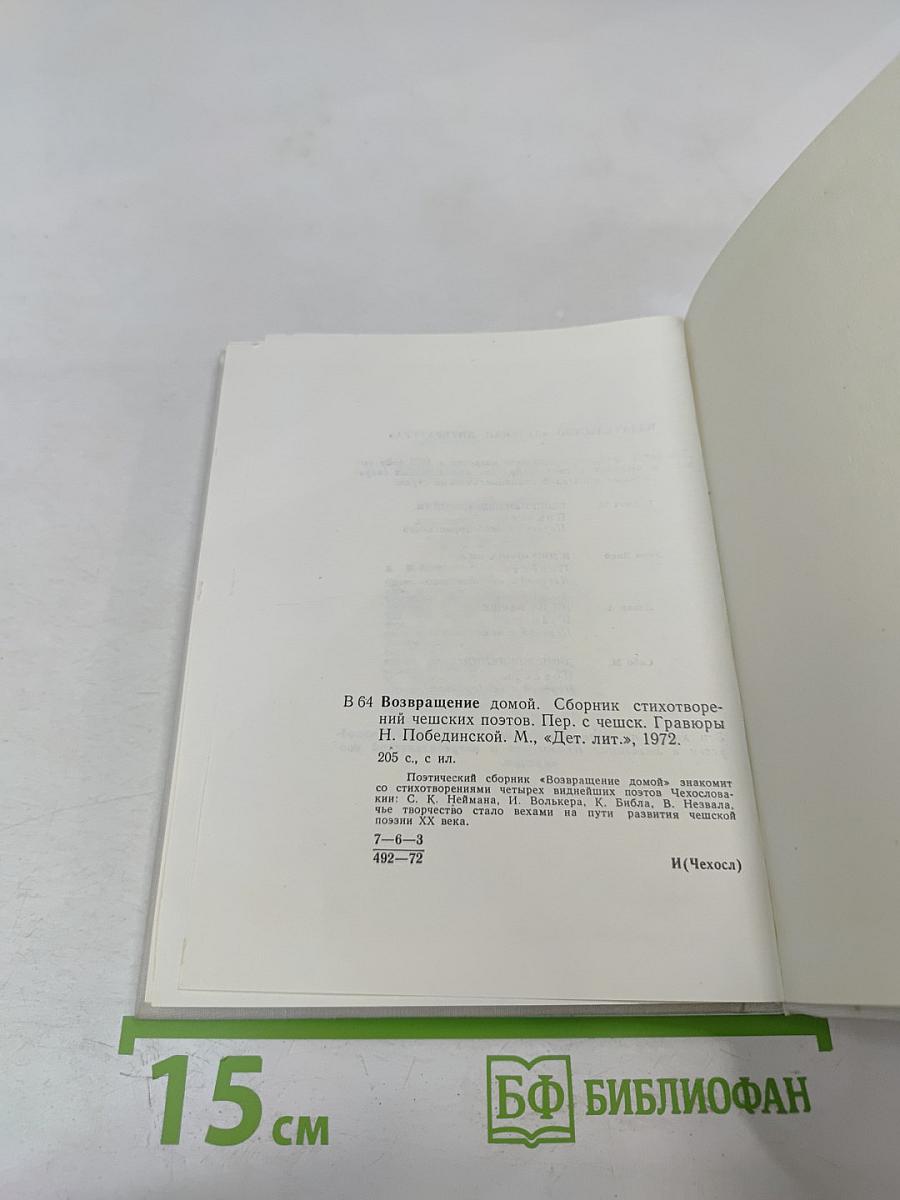 В 64 Возвращение домой. Сборник стихотворе-
ний чешских поэтов. Пер. с чешск. Гравюры
Н. Побединской. М., «Дет. лит.», 1972.
205 с., с ил.
Поэтический сборник «Возвращение домой» знакомит
со стихотворениями четырех виднейших поэтов Чехослова-
кии: С. К. Неймана, И. Волькера, К. Библа, В. Незвала,
чье творчество стало вехами на пути развития чешской
поэзии XX века.
7—6—3
492—72
И(Чехосл)
15 см
БФ БИБЛИОФАН